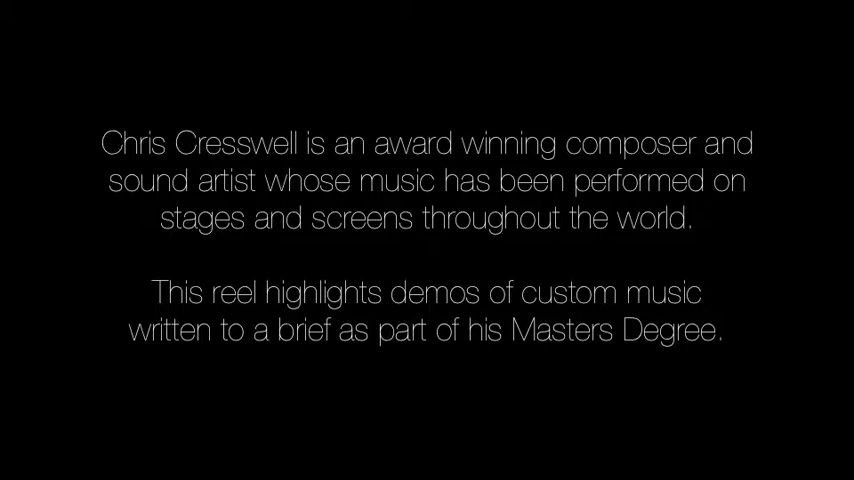 Chris Cresswell is an award winning composer and
sound artist whose music has been performed on
stages and screens throughout the world.
This reel highlights demos of custom music
written to a brief as part of his Masters Degree.